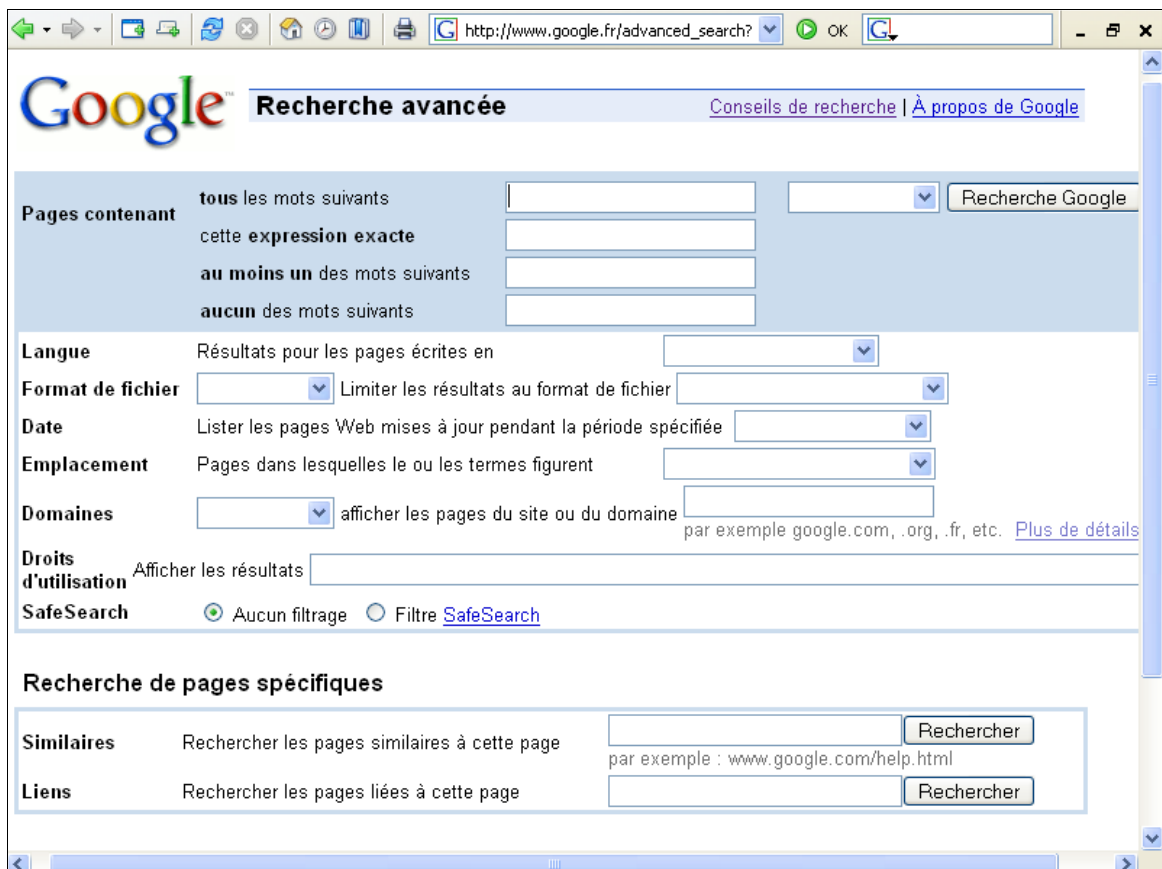 http://www.google.fr/advanced_search? OK
Google™ Recherche avancée Conseils de recherche | À propos de Google
Pages contenant tous les mots suivants Recherche Google
cette expression exacte
au moins un des mots suivants
aucun des mots suivants
Langue Résultats pour les pages écrites en
Format de fichier Limiter les résultats au format de fichier
Date Lister les pages Web mises à jour pendant la période spécifiée
Emplacement Pages dans lesquelles le ou les termes figurent
Domaines afficher les pages du site ou du domaine
par exemple google.com, .org, .fr, etc. Plus de détails
Droits
d'utilisation Afficher les résultats
SafeSearch Aucun filtrage Filtre SafeSearch
Recherche de pages spécifiques
Similaires Rechercher les pages similaires à cette page Rechercher
par exemple : www.google.com/help.html
Liens Rechercher les pages liées à cette page Rechercher